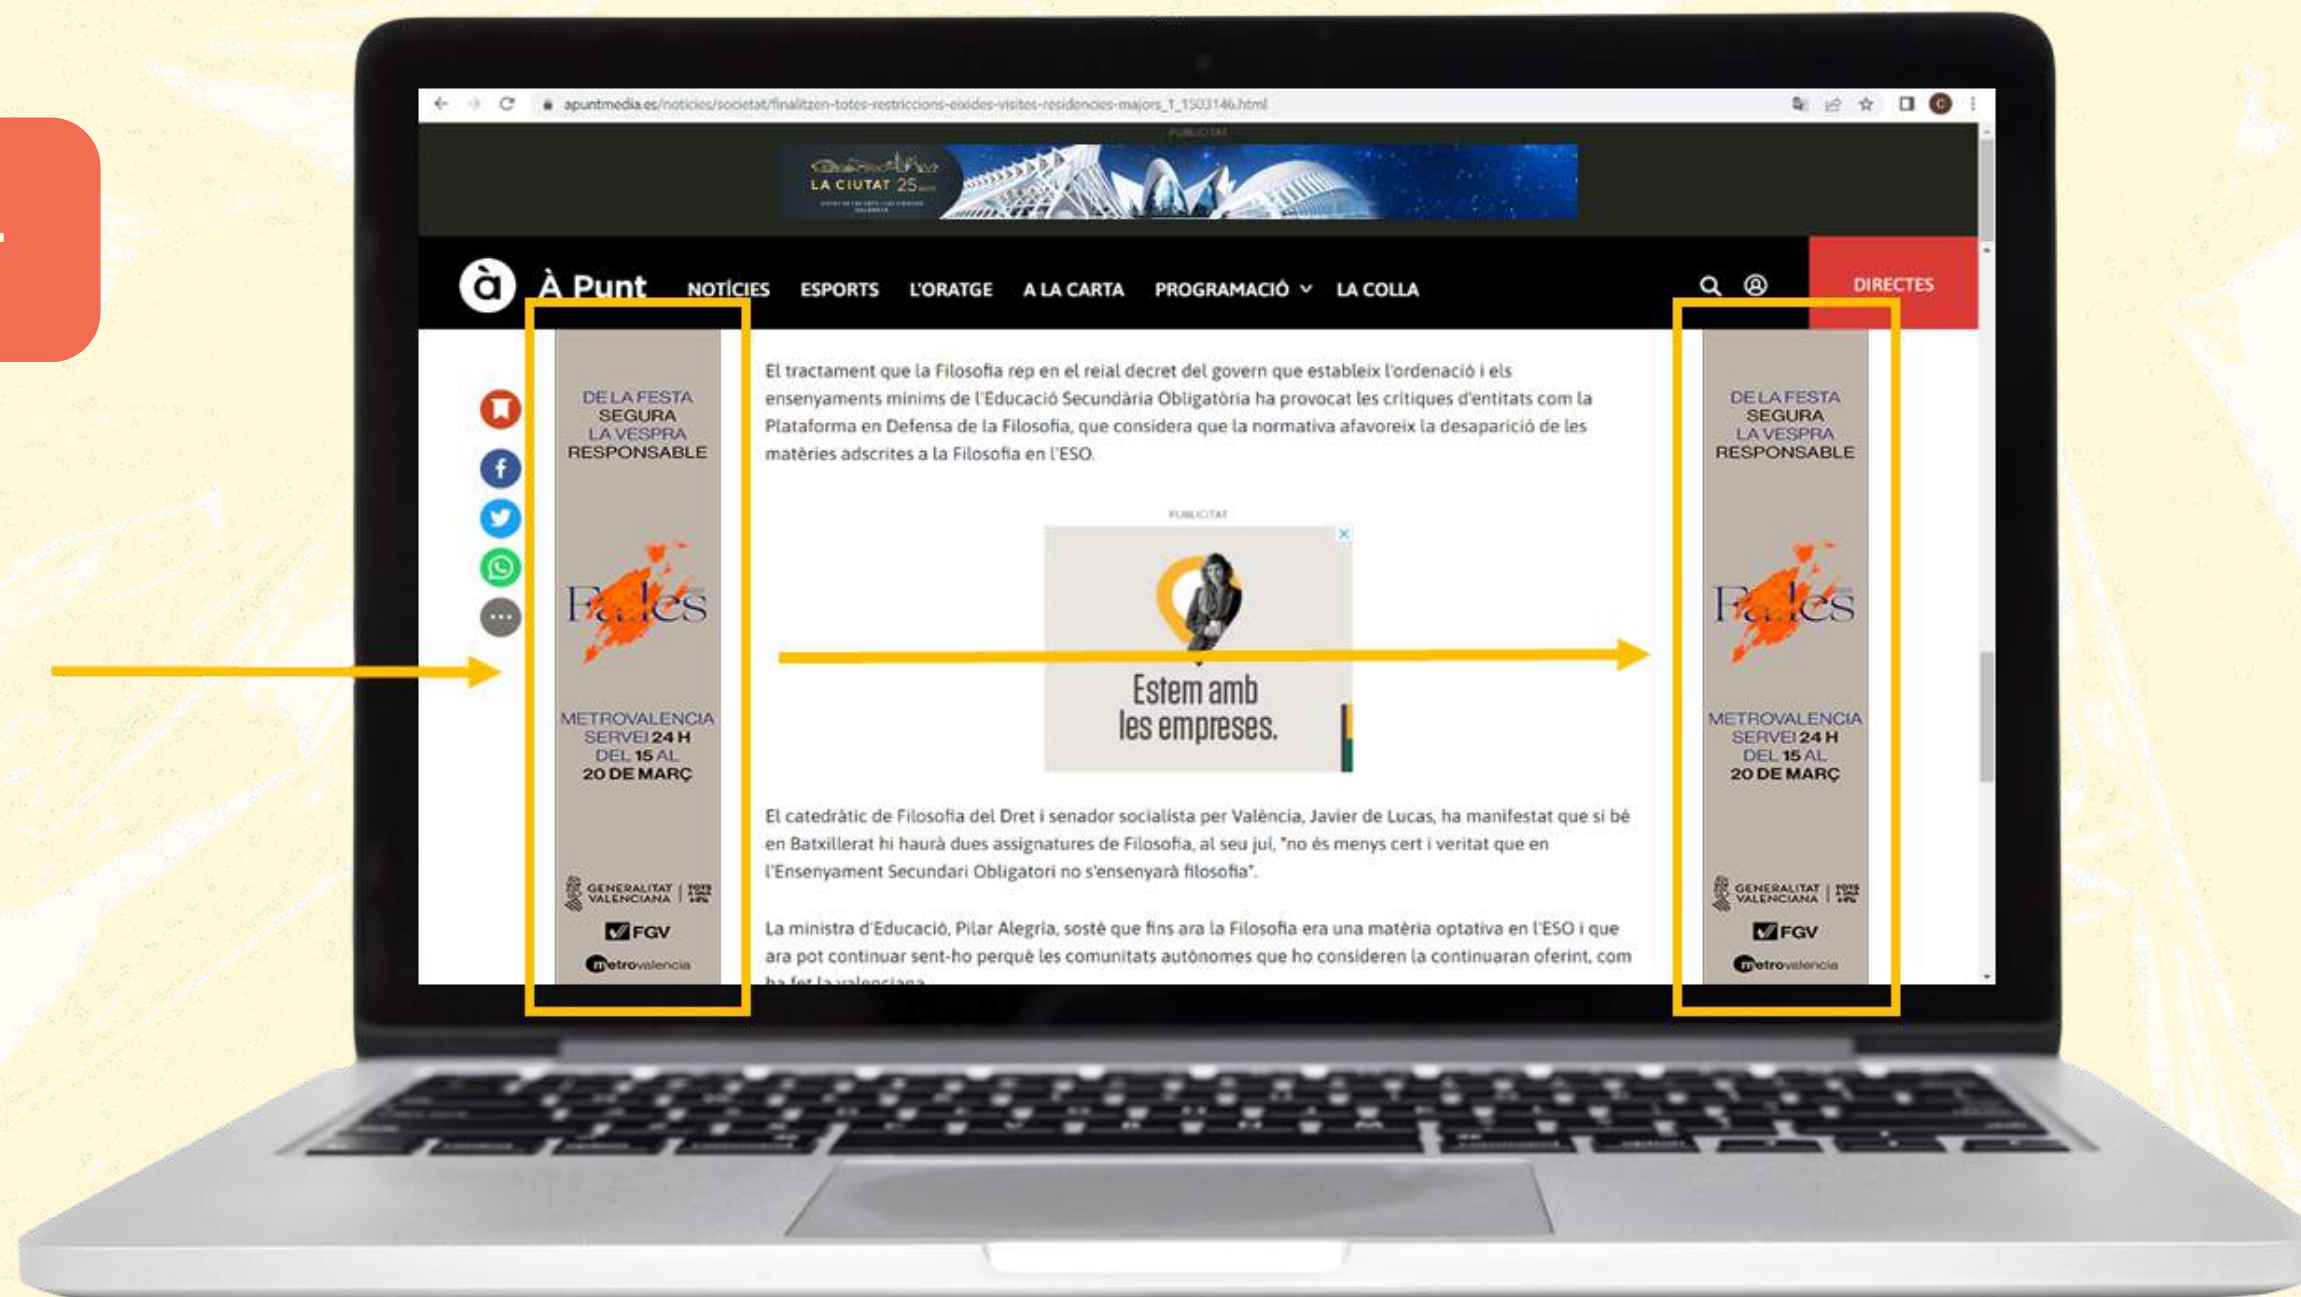 apuntmedia.es/noticies/societat/finalitzen-totes-restriccions-eixides-visites-residencies-majors_1_1503146.html
PUBLICITAT
LA CIUTAT 25
à À Punt NOTÍCIES ESPORTS L'ORATGE A LA CARTA PROGRAMACIÓ LA COLLA DIRECTES
DE LA FESTA
SEGURA
LA VESPRA
RESPONSABLE
Falles
METROVALENCIA
SERVEI 24 H
DEL 15 AL
20 DE MARÇ
GENERALITAT
VALENCIANA
FGV
metrovalencia
El tractament que la Filosofia rep en el reial decret del govern que estableix l'ordenació i els
ensenyaments mínims de l'Educació Secundària Obligatòria ha provocat les crítiques d'entitats com la
Plataforma en Defensa de la Filosofia, que considera que la normativa afavoreix la desaparició de les
matèries adscrites a la Filosofia en l'ESO.
PUBLICITAT
Estem amb
les empreses.
El catedràtic de Filosofia del Dret i senador socialista per València, Javier de Lucas, ha manifestat que si bé
en Batxillerat hi haurà dues assignatures de Filosofia, al seu juí, "no és menys cert i veritat que en
l'Ensenyament Secundari Obligatori no s'ensenyarà filosofia".
La ministra d'Educació, Pilar Alegría, sosté que fins ara la Filosofia era una matèria optativa en l'ESO i que
ara pot continuar sent-ho perquè les comunitats autònomes que ho consideren la continuaran oferint, com
ha fet la valenciana
DE LA FESTA
SEGURA
LA VESPRA
RESPONSABLE
Falles
METROVALENCIA
SERVEI 24 H
DEL 15 AL
20 DE MARÇ
GENERALITAT
VALENCIANA
FGV
metrovalencia